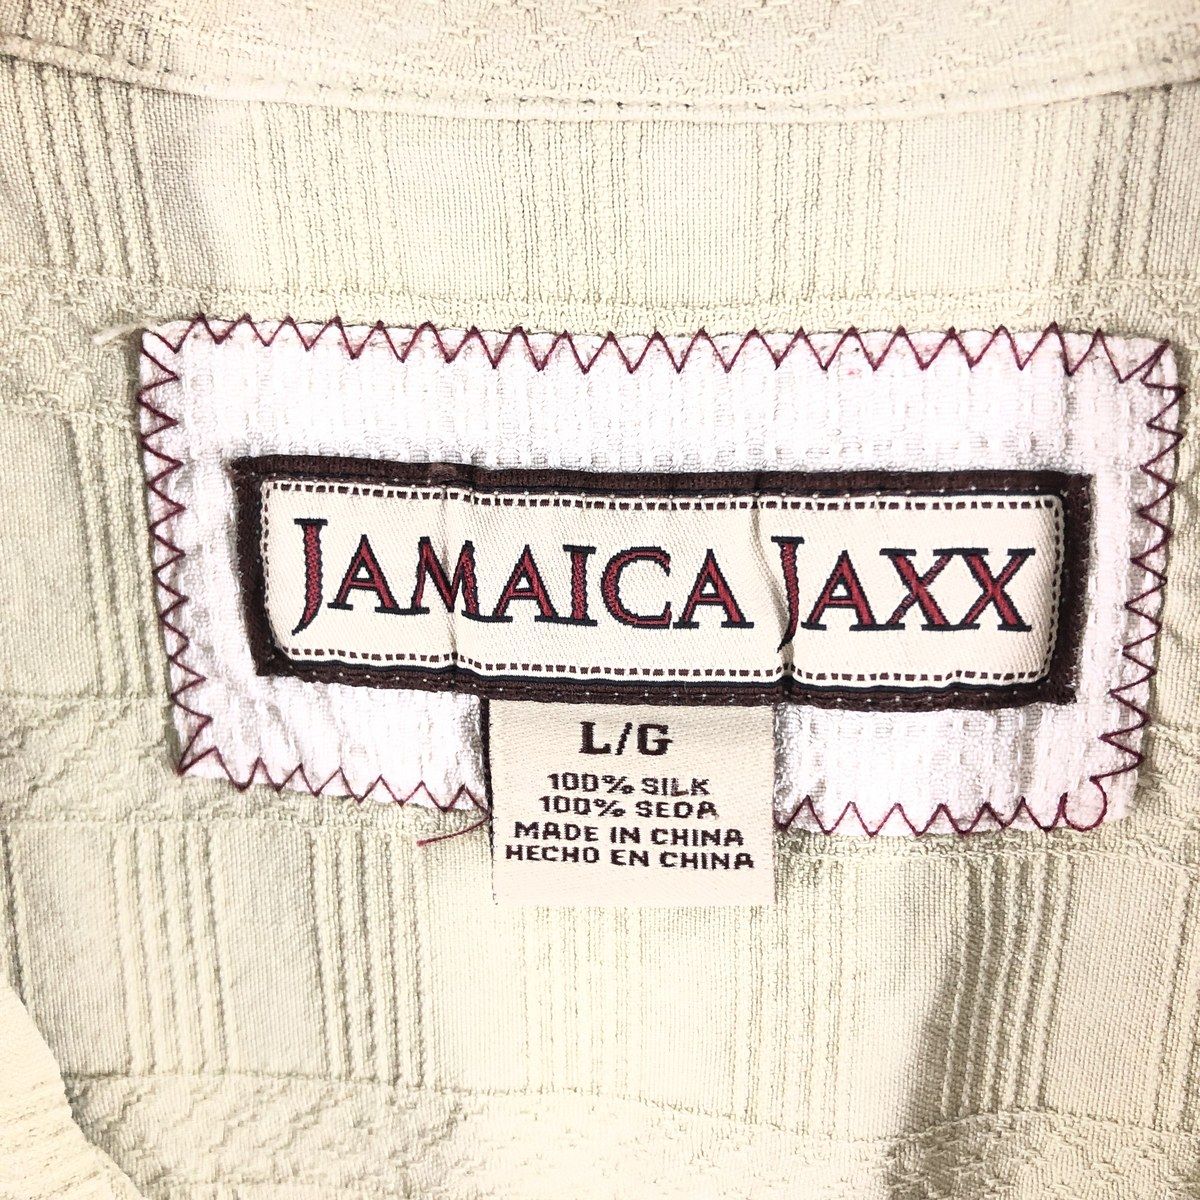 JAMAICA JAXX
L/G
100% SILK
100% SEDA
MADE IN CHINA
HECHO EN CHINA